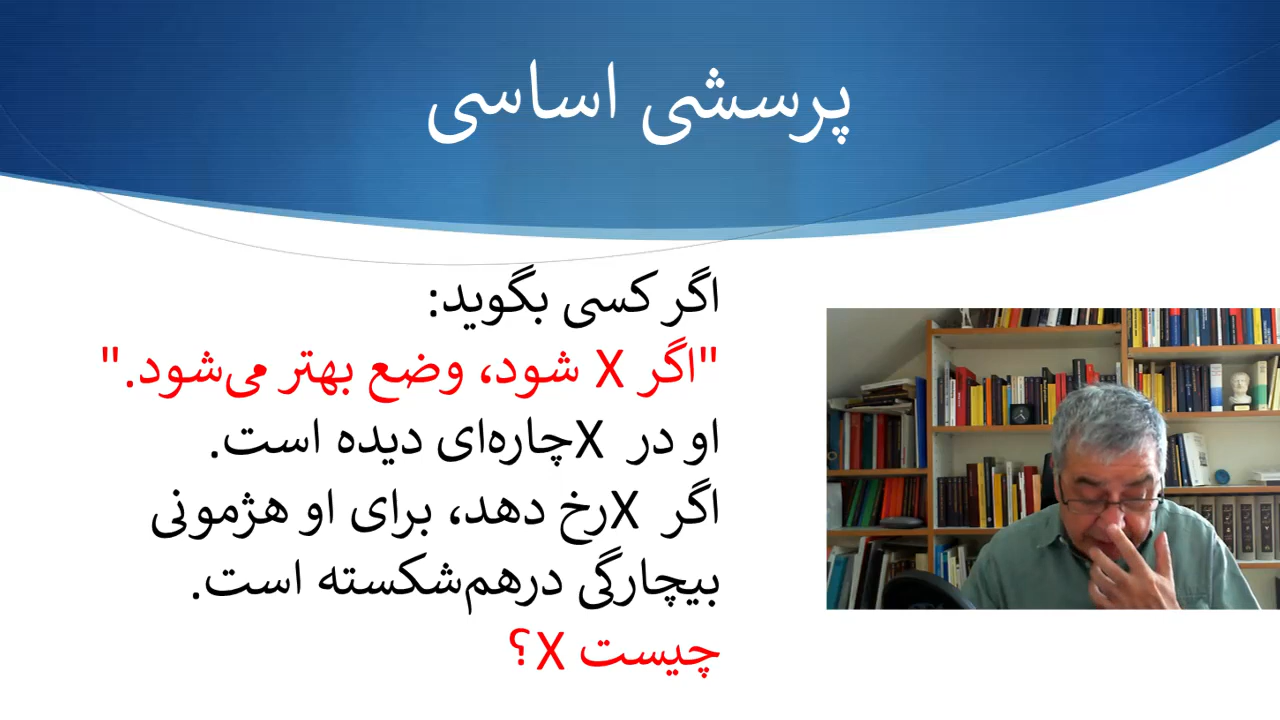 پرسشی اساسی
اگر کسی بگوید:
"اگر X شود، وضع بهتر می‌شود."
او در X چاره‌ای دیده است.
اگر X رخ دهد، برای او هژمونی
بیچارگی درهم‌شکسته است.
چیست X؟